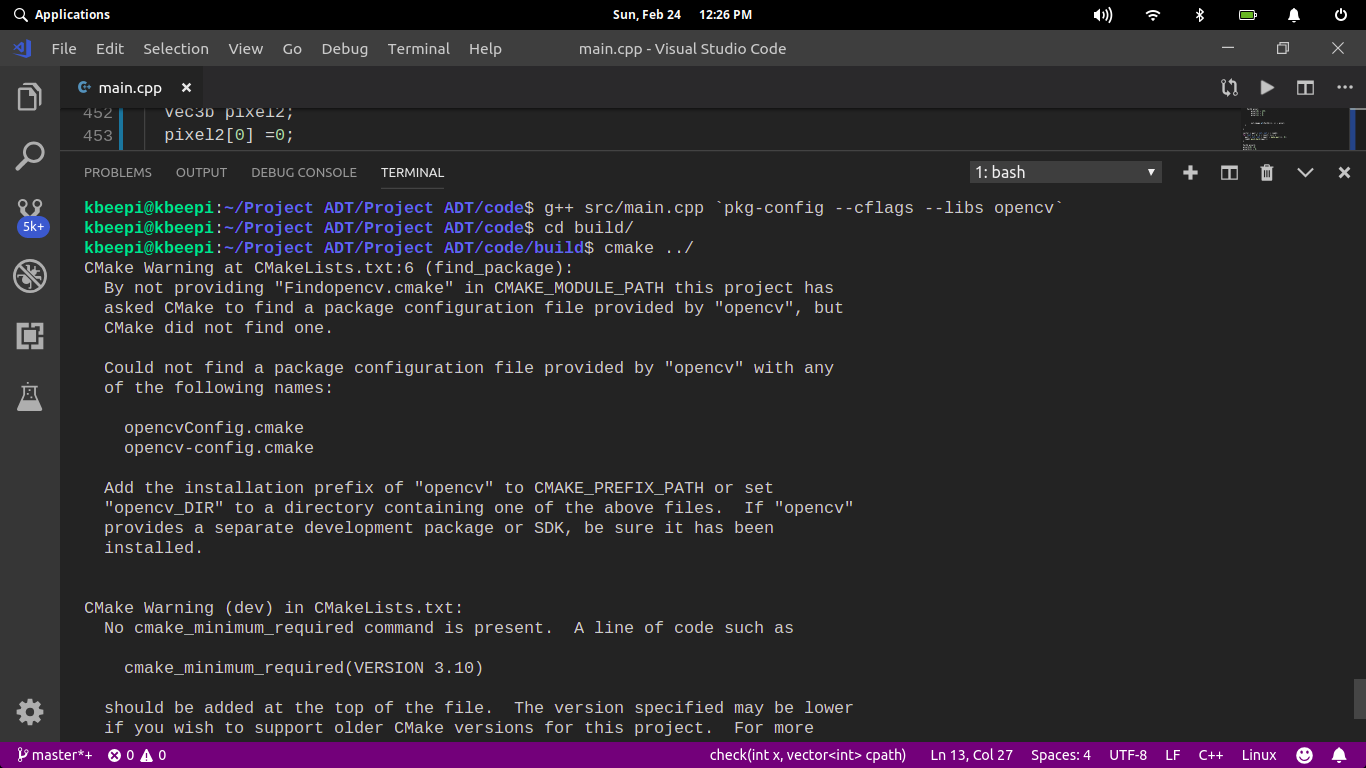 Applications
Sun, Feb 24 12:26 PM
File Edit Selection View Go Debug Terminal Help
main.cpp - Visual Studio Code
main.cpp
452 Vec3b pixel2;
453 pixel2[0] =0;
PROBLEMS OUTPUT DEBUG CONSOLE TERMINAL
1: bash
5k+
kbeepi@kbeepi:~/Project ADT/Project ADT/code$ g++ src/main.cpp `pkg-config --cflags --libs opencv`
kbeepi@kbeepi:~/Project ADT/Project ADT/code$ cd build/
kbeepi@kbeepi:~/Project ADT/Project ADT/code/build$ cmake ../
CMake Warning at CMakeLists.txt:6 (find_package):
By not providing "Findopencv.cmake" in CMAKE_MODULE_PATH this project has
asked CMake to find a package configuration file provided by "opencv", but
CMake did not find one.
Could not find a package configuration file provided by "opencv" with any
of the following names:
opencvConfig.cmake
opencv-config.cmake
Add the installation prefix of "opencv" to CMAKE_PREFIX_PATH or set
"opencv_DIR" to a directory containing one of the above files.  If "opencv"
provides a separate development package or SDK, be sure it has been
installed.
CMake Warning (dev) in CMakeLists.txt:
No cmake_minimum_required command is present.  A line of code such as
cmake_minimum_required(VERSION 3.10)
should be added at the top of the file.  The version specified may be lower
if you wish to support older CMake versions for this project.  For more
master*+ 0 0 check(int x, vector<int> cpath) Ln 13, Col 27 Spaces: 4 UTF-8 LF C++ Linux